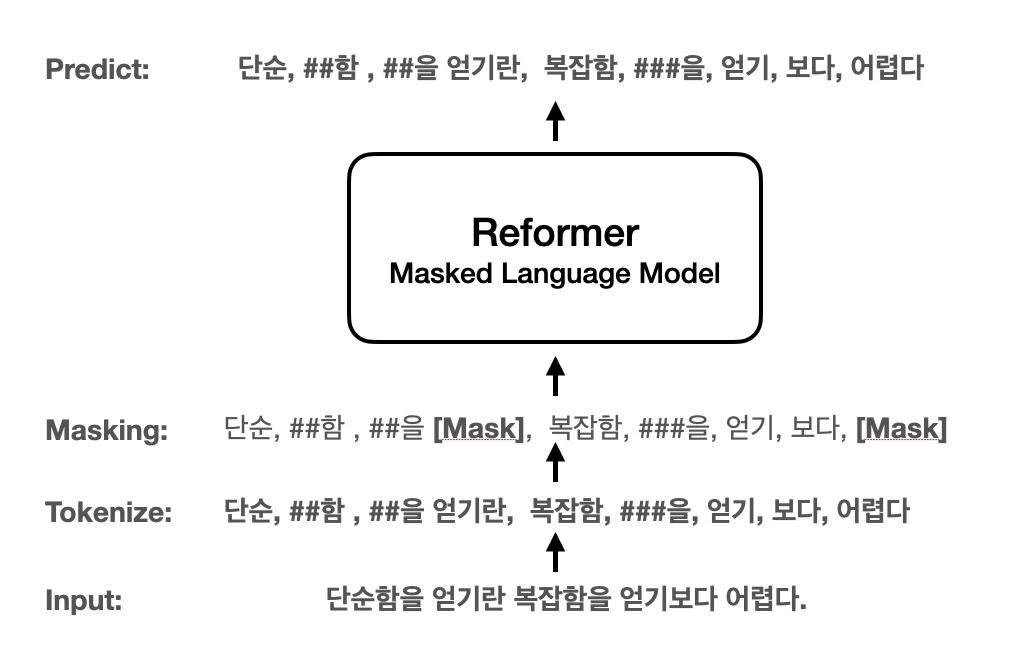 Predict: 단순, ##함 , ##을 얻기란, 복잡함, ###을, 얻기, 보다, 어렵다
Reformer
Masked Language Model
Masking: 단순, ##함 , ##을 [Mask], 복잡함, ###을, 얻기, 보다, [Mask]
Tokenize: 단순, ##함 , ##을 얻기란, 복잡함, ###을, 얻기, 보다, 어렵다
Input: 단순함을 얻기란 복잡함을 얻기보다 어렵다.